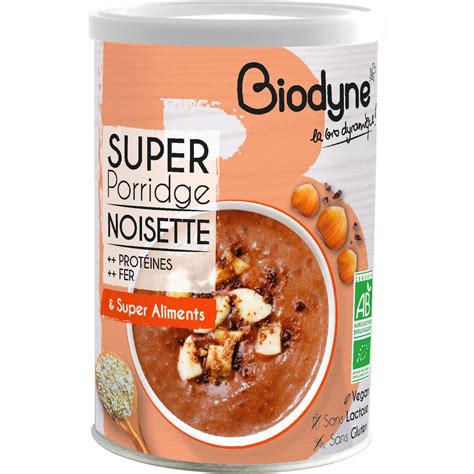 Biodyne
la bio dynamique !
SUPER
Porridge
NOISETTE
++ PROTÉINES
++ FER
& Super Aliments
AB
AGRICULTURE
BIOLOGIQUE
Vegan
Sans Lactose
Sans Gluten